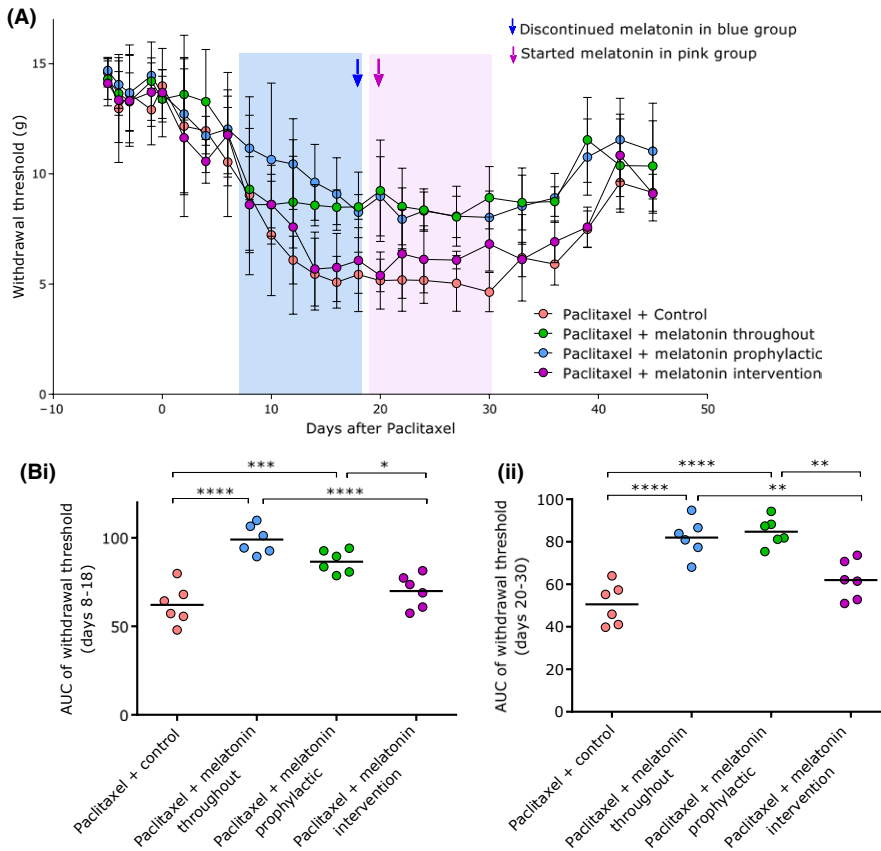 (A)
Discontinued melatonin in blue group
Started melatonin in pink group
Withdrawal threshold (g)
15
10
5
0
−10
0
10
20
30
40
50
Days after Paclitaxel
Paclitaxel + Control
Paclitaxel + melatonin throughout
Paclitaxel + melatonin prophylactic
Paclitaxel + melatonin intervention
(Bi)
***
*
****
****
AUC of withdrawal threshold
(days 8-18)
100
50
0
Paclitaxel + control
Paclitaxel + melatonin
throughout
Paclitaxel + melatonin
prophylactic
Paclitaxel + melatonin
intervention
(ii)
****
**
****
**
AUC of withdrawal threshold
(days 20-30)
100
80
60
40
20
0
Paclitaxel + control
Paclitaxel + melatonin
throughout
Paclitaxel + melatonin
prophylactic
Paclitaxel + melatonin
intervention